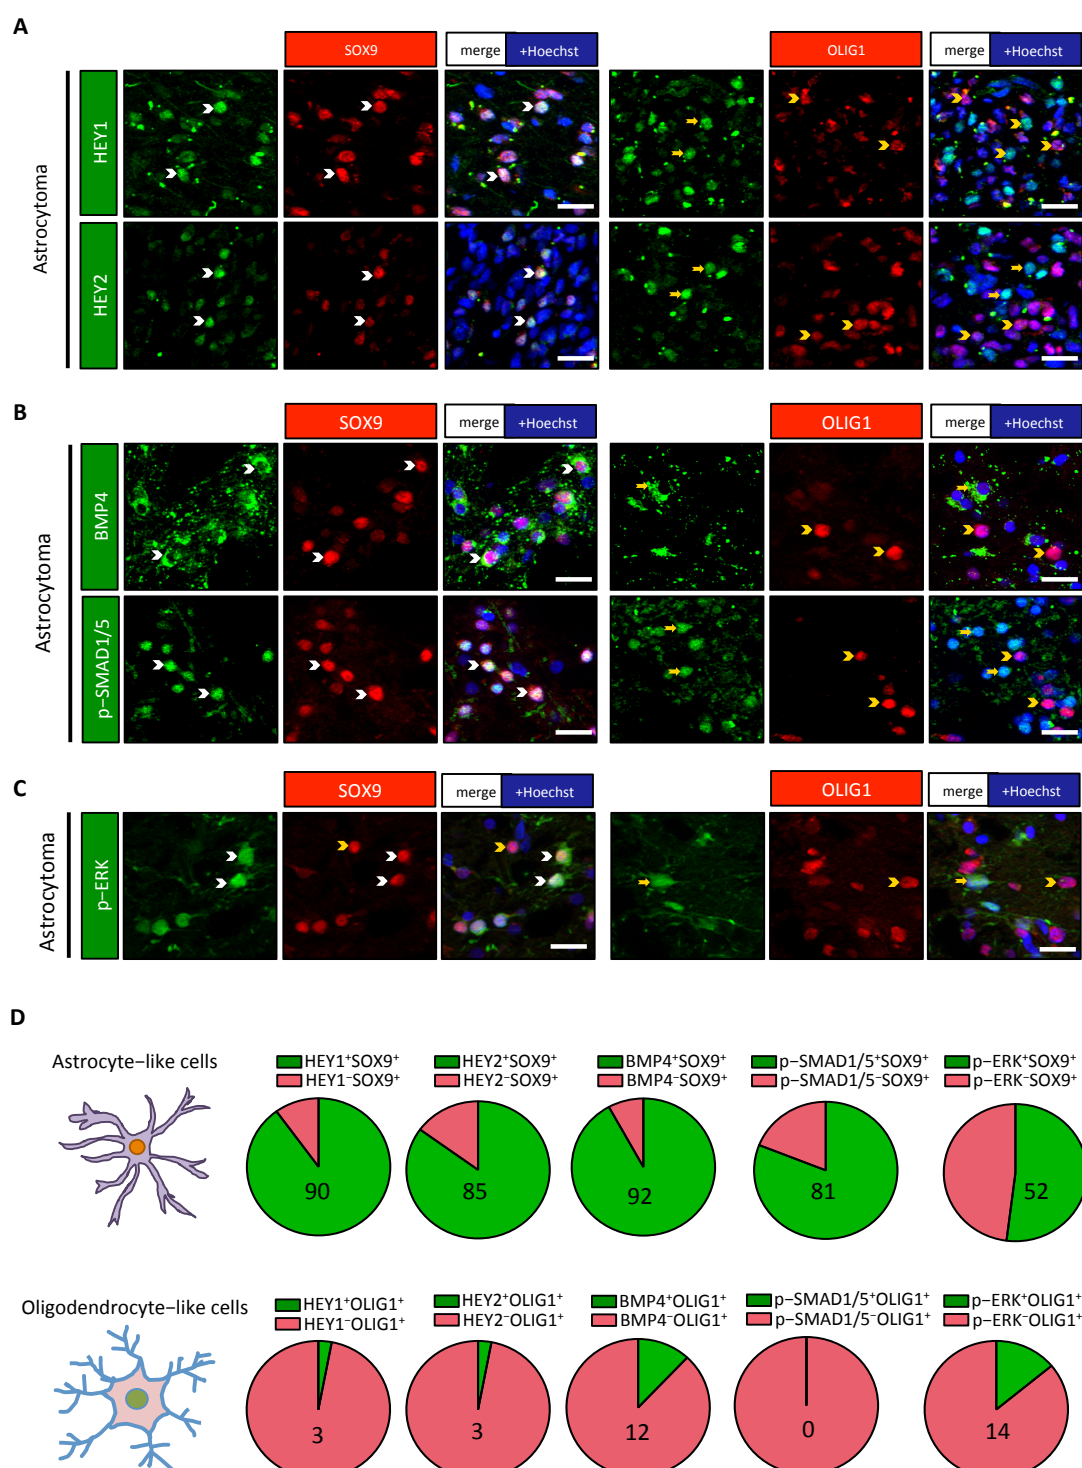 A
SOX9
merge
+Hoechst
OLIG1
merge
+Hoechst
Astrocytoma
HEY1
HEY2
B
SOX9
merge
+Hoechst
OLIG1
merge
+Hoechst
Astrocytoma
BMP4
p−SMAD1/5
C
SOX9
merge
+Hoechst
OLIG1
merge
+Hoechst
Astrocytoma
p−ERK
D
Astrocyte−like cells
HEY1⁺SOX9⁺
HEY1⁻SOX9⁺
HEY2⁺SOX9⁺
HEY2⁻SOX9⁺
BMP4⁺SOX9⁺
BMP4⁻SOX9⁺
p−SMAD1/5⁺SOX9⁺
p−SMAD1/5⁻SOX9⁺
p−ERK⁺SOX9⁺
p−ERK⁻SOX9⁺
90
85
92
81
52
Oligodendrocyte−like cells
HEY1⁺OLIG1⁺
HEY1⁻OLIG1⁺
HEY2⁺OLIG1⁺
HEY2⁻OLIG1⁺
BMP4⁺OLIG1⁺
BMP4⁻OLIG1⁺
p−SMAD1/5⁺OLIG1⁺
p−SMAD1/5⁻OLIG1⁺
p−ERK⁺OLIG1⁺
p−ERK⁻OLIG1⁺
3
3
12
0
14